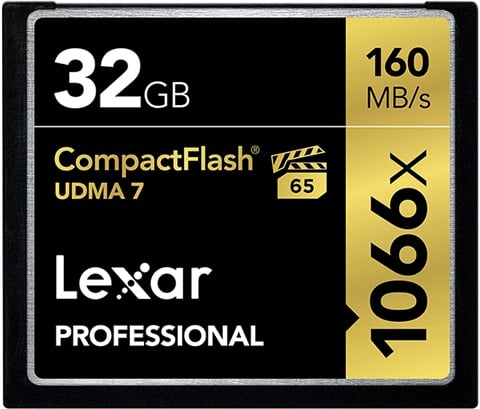 32GB
160
MB/s
CompactFlash®
UDMA 7
65
Lexar
PROFESSIONAL
1066x